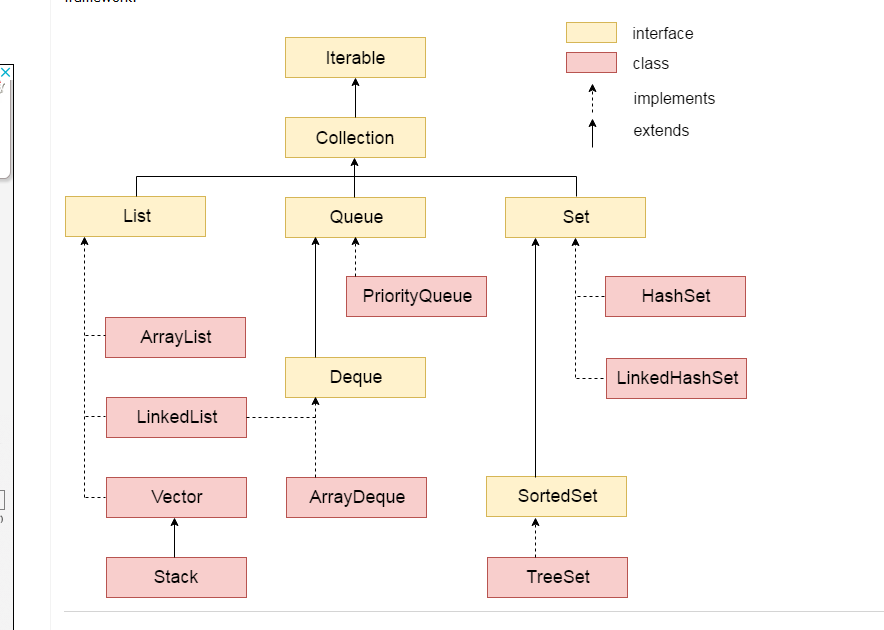 interface
Iterable
class
implements
Collection
extends
List
Queue
Set
PriorityQueue
HashSet
ArrayList
Deque
LinkedHashSet
LinkedList
Vector
ArrayDeque
SortedSet
Stack
TreeSet